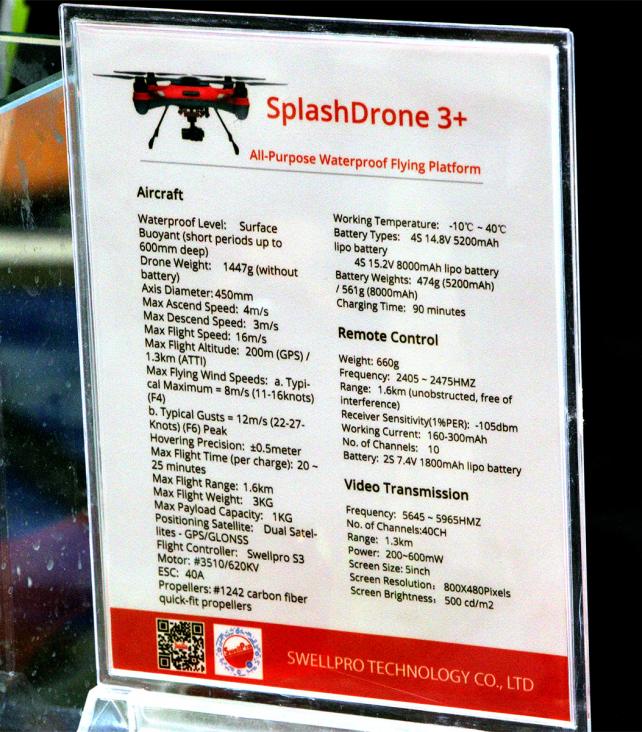 SplashDrone 3+
All-Purpose Waterproof Flying Platform
Aircraft
Waterproof Level: Surface
Buoyant (short periods up to
600mm deep)
Drone Weight: 1447g (without
battery)
Axis Diameter: 450mm
Max Ascend Speed: 4m/s
Max Descend Speed: 3m/s
Max Flight Speed: 16m/s
Max Flight Altitude: 200m (GPS) /
1.3km (ATTI)
Max Flying Wind Speeds: a. Typi-
cal Maximum = 8m/s (11-16knots)
(F4)
b. Typical Gusts = 12m/s (22-27-
Knots) (F6) Peak
Hovering Precision: ±0.5meter
Max Flight Time (per charge): 20 ~
25 minutes
Max Flight Range: 1.6km
Max Flight Weight: 3KG
Max Payload Capacity: 1KG
Positioning Satellite: Dual Satel-
lites - GPS/GLONSS
Flight Controller: Swellpro S3
Motor: #3510/620KV
ESC: 40A
Propellers: #1242 carbon fiber
quick-fit propellers
Working Temperature: -10℃ ~ 40℃
Battery Types: 4S 14.8V 5200mAh
lipo battery
4S 15.2V 8000mAh lipo battery
Battery Weights: 474g (5200mAh)
/ 561g (8000mAh)
Charging Time: 90 minutes
Remote Control
Weight: 660g
Frequency: 2405 ~ 2475HMZ
Range: 1.6km (unobstructed, free of
interference)
Receiver Sensitivity(1%PER): -105dbm
Working Current: 160-300mAh
No. of Channels: 10
Battery: 2S 7.4V 1800mAh lipo battery
Video Transmission
Frequency: 5645 ~ 5965HMZ
No. of Channels:40CH
Range: 1.3km
Power: 200~600mW
Screen Size: 5inch
Screen Resolution: 800X480Pixels
Screen Brightness: 500 cd/m2
SWELLPRO TECHNOLOGY CO., LTD